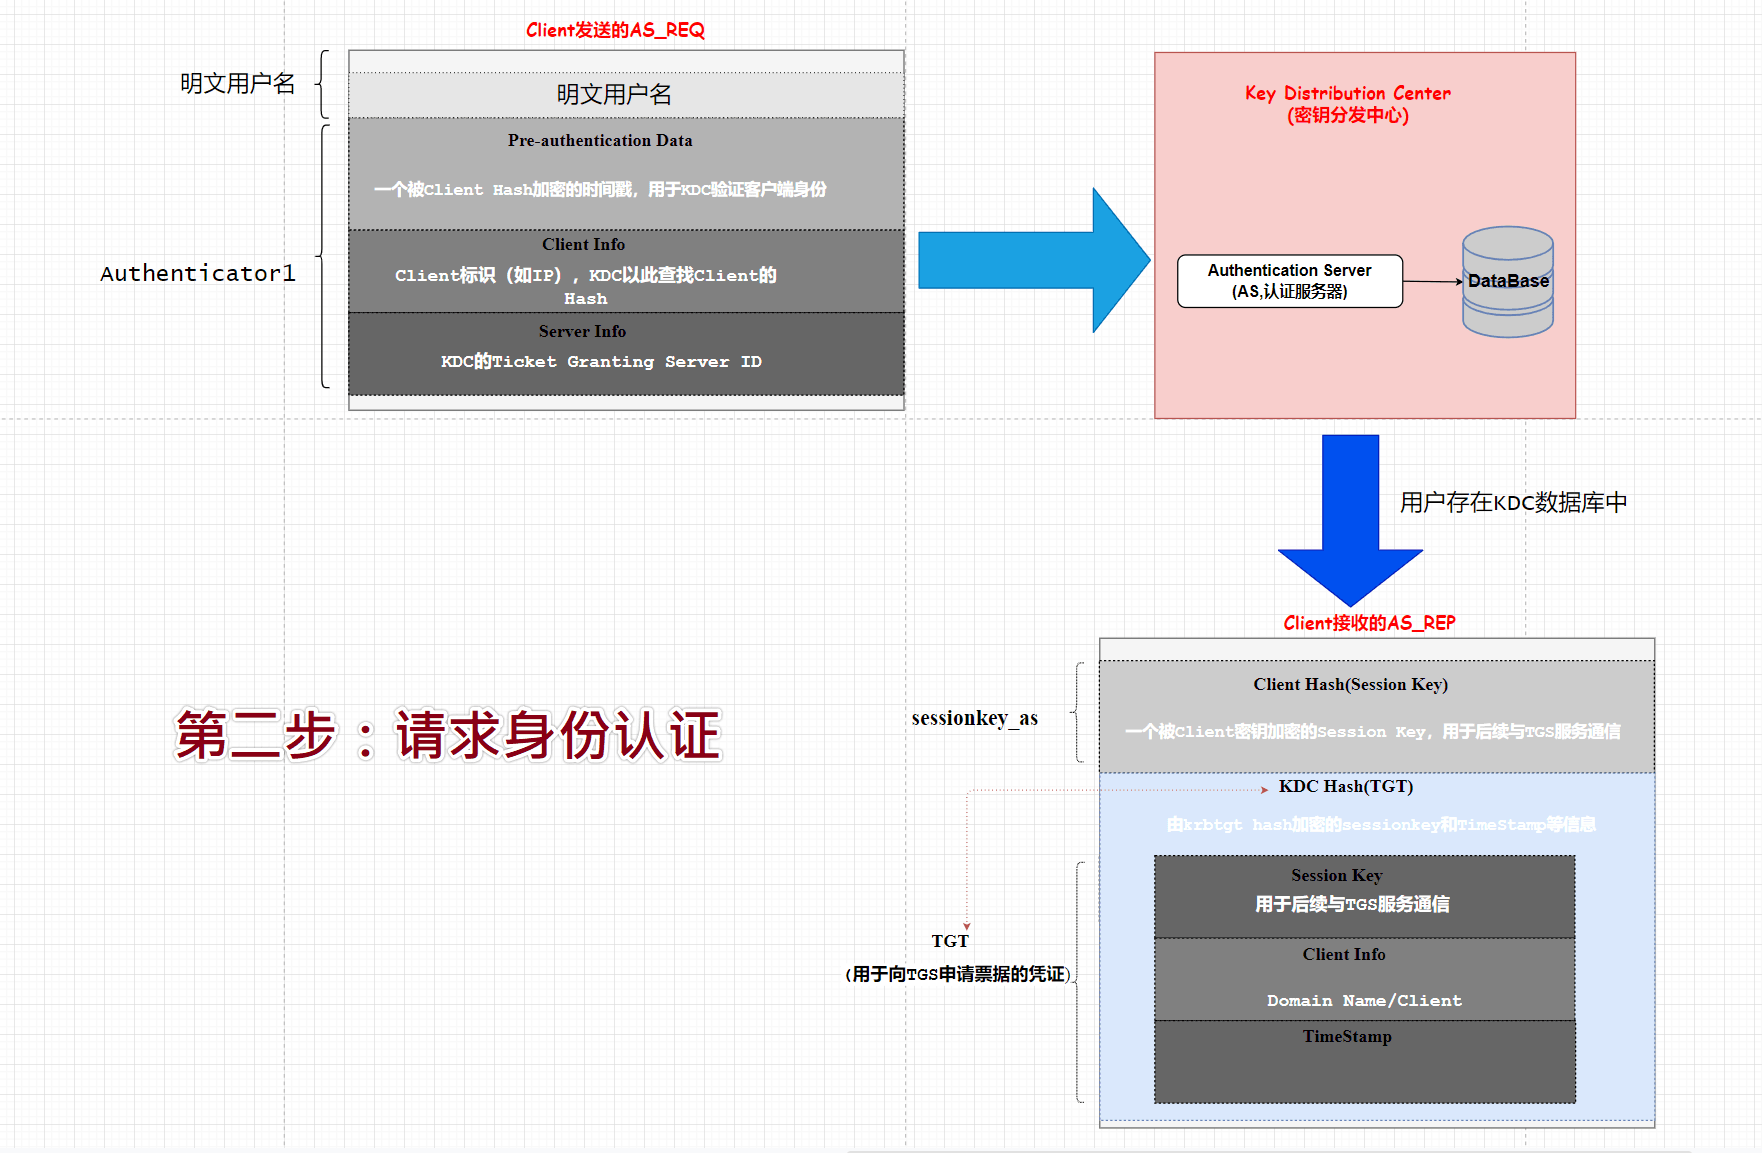 Client发送的AS_REQ
明文用户名
明文用户名
Pre-authentication Data
一个被Client Hash加密的时间戳，用于KDC验证客户端身份
Authenticator1
Client Info
Client标识（如IP），KDC以此查找Client的
Hash
Server Info
KDC的Ticket Granting Server ID
Key Distribution Center
(密钥分发中心)
Authentication Server
(AS,认证服务器)
DataBase
用户存在KDC数据库中
Client接收的AS_REP
第二步：请求身份认证
sessionkey_as
Client Hash(Session Key)
一个被Client密钥加密的Session Key，用于后续与TGS服务通信
KDC Hash(TGT)
由krbtgt hash加密的sessionkey和TimeStamp等信息
TGT
(用于向TGS申请票据的凭证)
Session Key
用于后续与TGS服务通信
Client Info
Domain Name/Client
TimeStamp